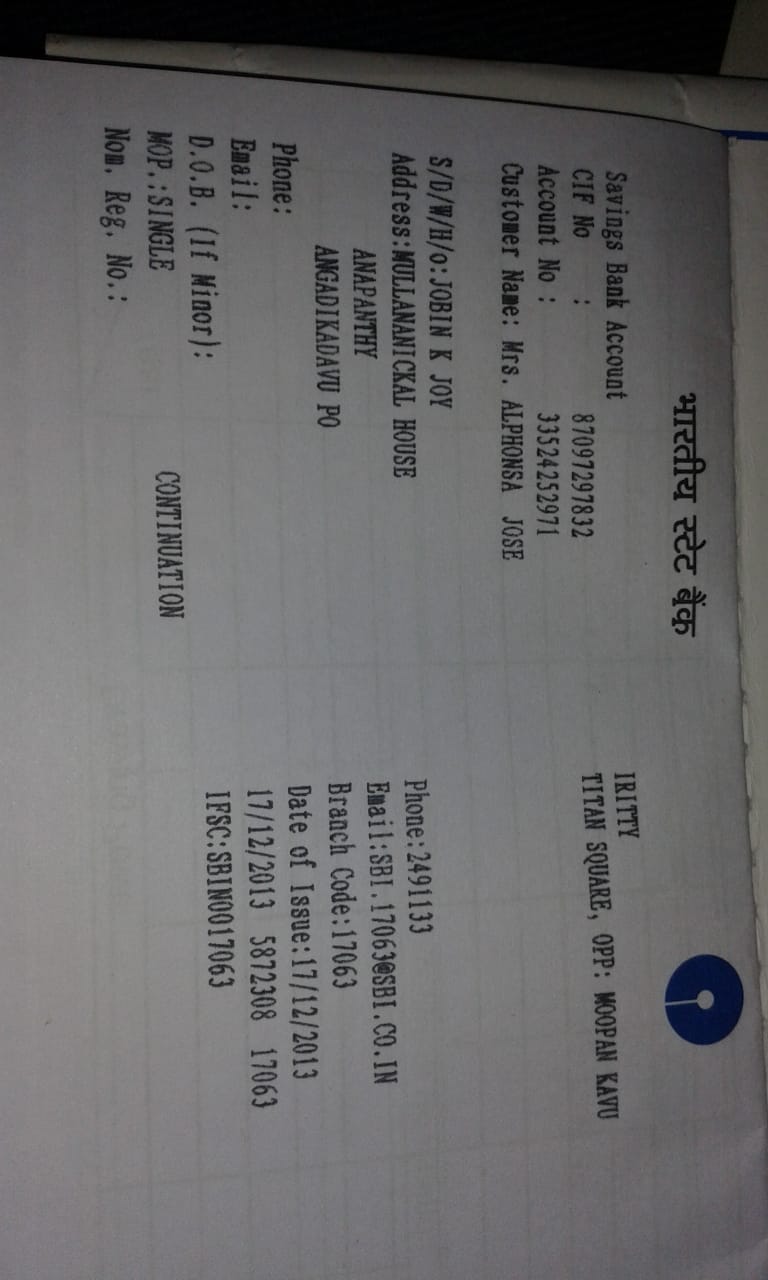 भारतीय स्टेट बैंक
Savings Bank Account
CIF No : 87097297832
Account No : 33524252971
Customer Name: Mrs. ALPHONSA JOSE
S/D/W/H/o:JOBIN K JOY
Address:MULLANANICKAL HOUSE
ANAPANTHY
ANGADIKADAVU PO
Phone:
Email:
D.O.B. (If Minor):
MOP.:SINGLE
CONTINUATION
Nom. Reg. No.:
IRITTY
TITAN SQUARE, OPP: MOOPAN KAVU
Phone:2491133
Email:SBI.17063@SBI.CO.IN
Branch Code:17063
Date of Issue:17/12/2013
17/12/2013 5872308 17063
IFSC:SBIN0017063